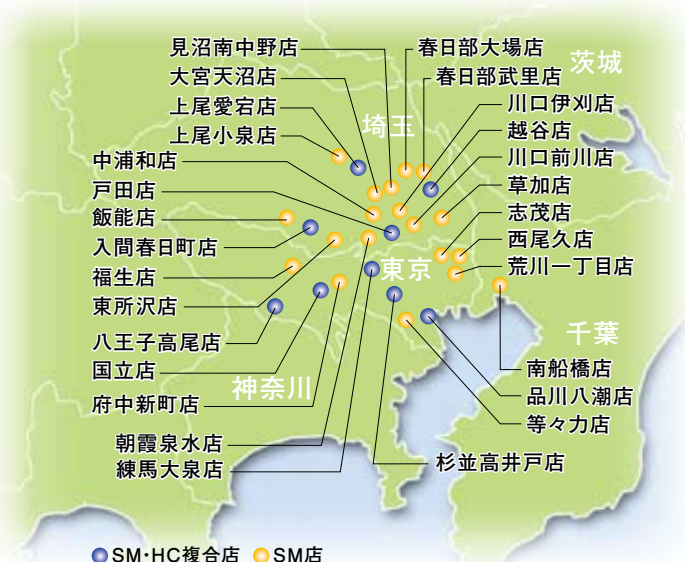 見沼南中野店
大宮天沼店
上尾愛宕店
上尾小泉店
中浦和店
戸田店
飯能店
入間春日町店
福生店
東所沢店
八王子高尾店
国立店
府中新町店
朝霞泉水店
練馬大泉店
春日部大場店
春日部武里店
川口伊刈店
越谷店
川口前川店
草加店
志茂店
西尾久店
荒川一丁目店
南船橋店
品川八潮店
等々力店
杉並高井戸店
茨城
埼玉
東京
千葉
神奈川
SM・HC複合店 SM店